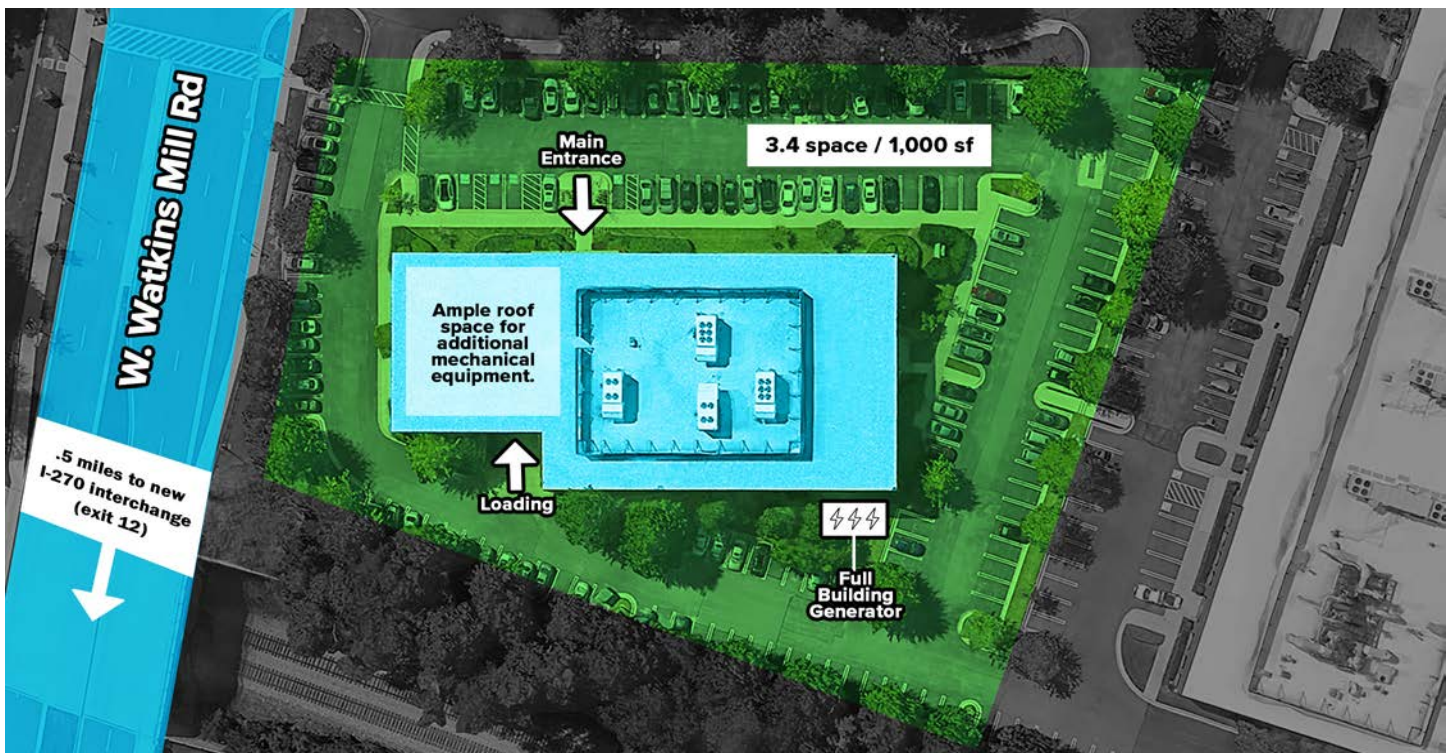 W. Watkins Mill Rd
Main
Entrance
3.4 space / 1,000 sf
Ample roof
space for
additional
mechanical
equipment.
.5 miles to new
I-270 interchange
(exit 12)
Loading
Full
Building
Generator